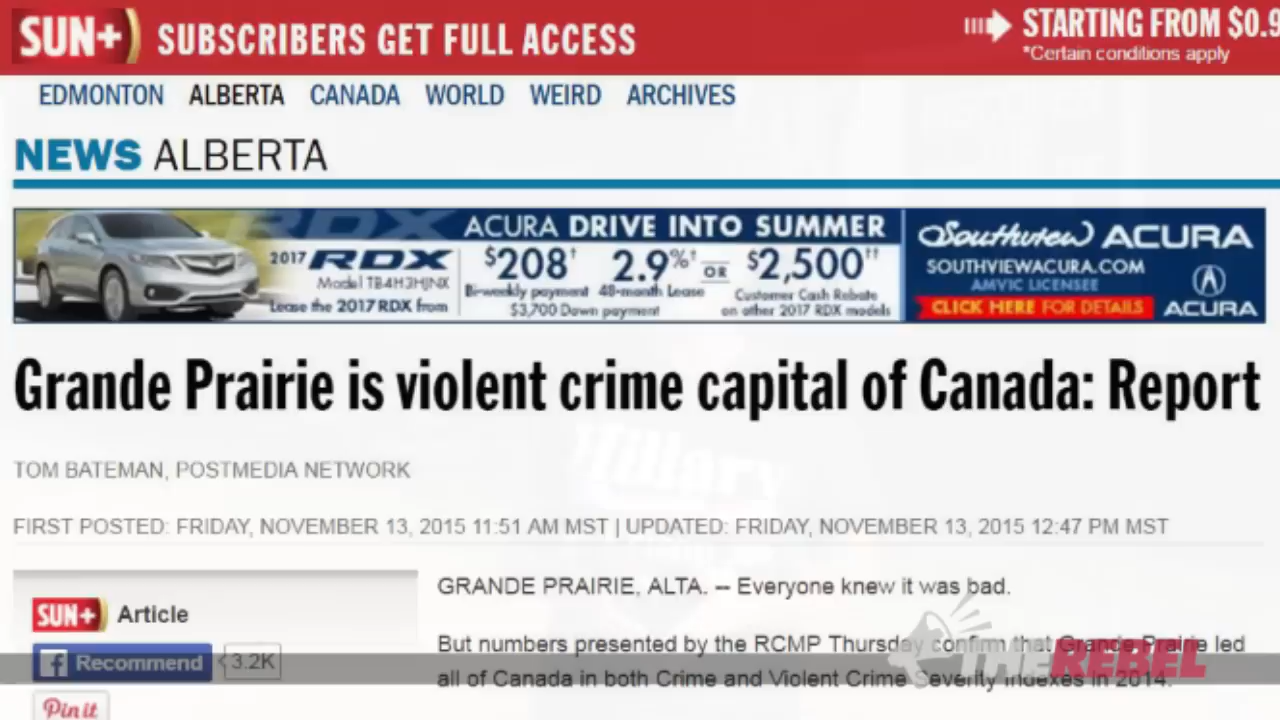 SUN+ SUBSCRIBERS GET FULL ACCESS
STARTING FROM $0.9
*Certain conditions apply
EDMONTON ALBERTA CANADA WORLD WEIRD ARCHIVES
NEWS ALBERTA
RDX
ACURA DRIVE INTO SUMMER
2017 RDX
Model TB4H3HJNX
Lease the 2017 RDX from
$208†
Bi-weekly payment
2.9%†
48-month Lease
$3,700 Down payment
OR
$2,500††
Customer Cash Rebate
on other 2017 RDX models
Southview ACURA
SOUTHVIEWACURA.COM
AMVIC LICENSEE
CLICK HERE FOR DETAILS
ACURA
Grande Prairie is violent crime capital of Canada: Report
TOM BATEMAN, POSTMEDIA NETWORK
FIRST POSTED: FRIDAY, NOVEMBER 13, 2015 11:51 AM MST | UPDATED: FRIDAY, NOVEMBER 13, 2015 12:47 PM MST
SUN+ Article
f Recommend 3.2K
Pin it
GRANDE PRAIRIE, ALTA. -- Everyone knew it was bad.
But numbers presented by the RCMP Thursday confirm that Grande Prairie led
all of Canada in both Crime and Violent Crime Severity Indexes in 2014.
THE REBEL